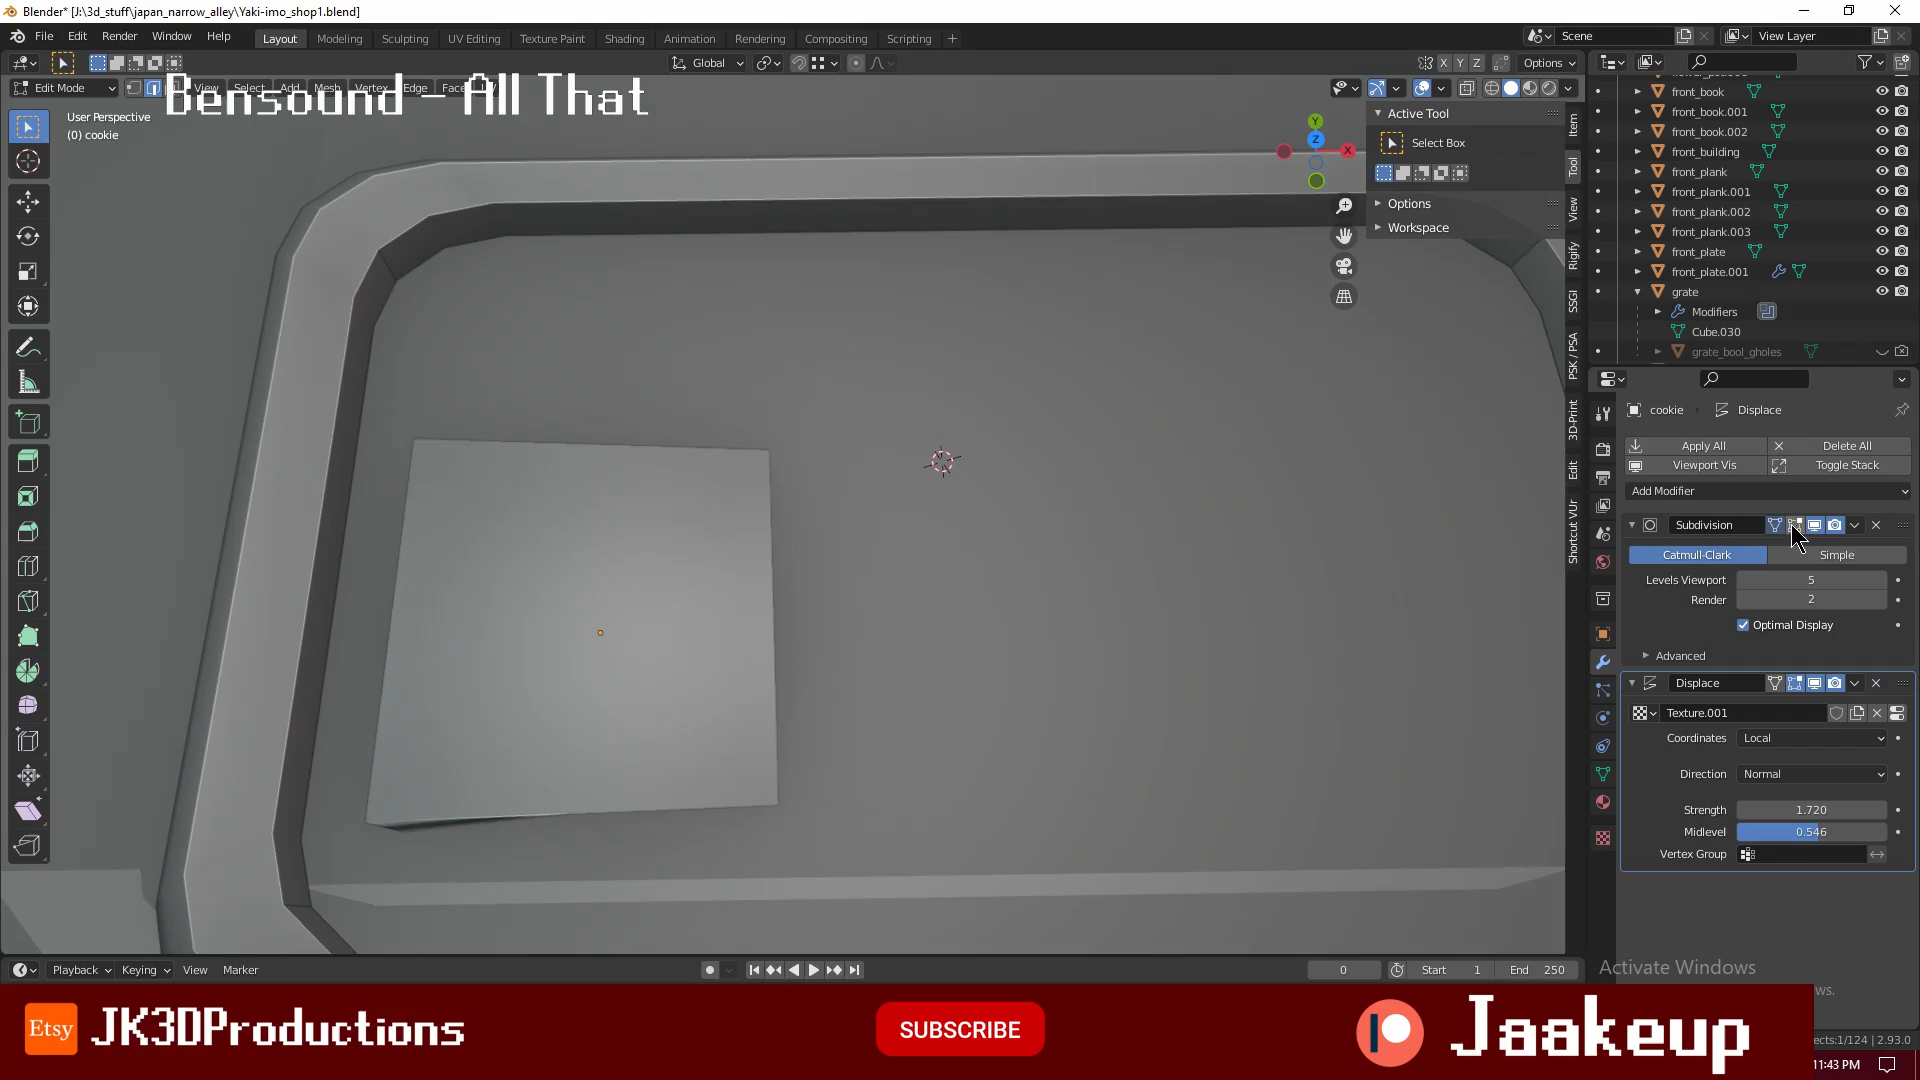 Blender* [J:\3d_stuff\japan_narrow_alley\Yaki-imo_shop1.blend]
File Edit Render Window Help
Layout Modeling Sculpting UV Editing Texture Paint Shading Animation Rendering Compositing Scripting
Scene
View Layer
Global
X Y Z
Options
Edit Mode
View Select Add Mesh Vertex Edge Face
Bensound – All That
User Perspective
(0) cookie
Y
Z
X
Active Tool
Select Box
Options
Workspace
Item
Tool
View
Rigify
SSGI
PSK / PSA
3D-Print
Edit
Shortcut VUr
front_book
front_book.001
front_book.002
front_building
front_plank
front_plank.001
front_plank.002
front_plank.003
front_plate
front_plate.001
grate
Modifiers
Cube.030
grate_bool_gholes
cookie
Displace
Apply All
Delete All
Viewport Vis
Toggle Stack
Add Modifier
Subdivision
Catmull-Clark
Simple
Levels Viewport 5
Render 2
Optimal Display
Advanced
Displace
Texture.001
Coordinates Local
Direction Normal
Strength 1.720
Midlevel 0.546
Vertex Group
Playback Keying View Marker
0
Start 1
End 250
Activate Windows
ws.
Etsy
JK3DProductions
SUBSCRIBE
Jaakeup
ects:1/124 | 2.93.0
11:43 PM